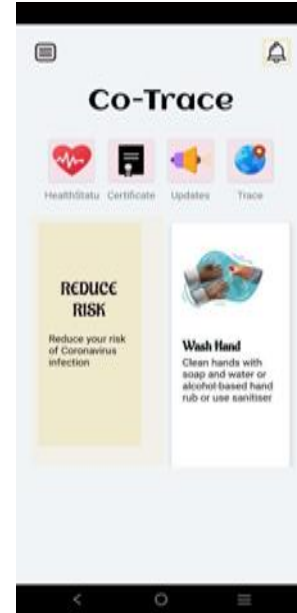 Co-Trace
HealthStatu Certificate Updates Trace
REDUCE
RISK
Reduce your risk
of Coronavirus
infection
Wash Hand
Clean hands with
soap and water or
alcohol-based hand
rub or use sanitiser